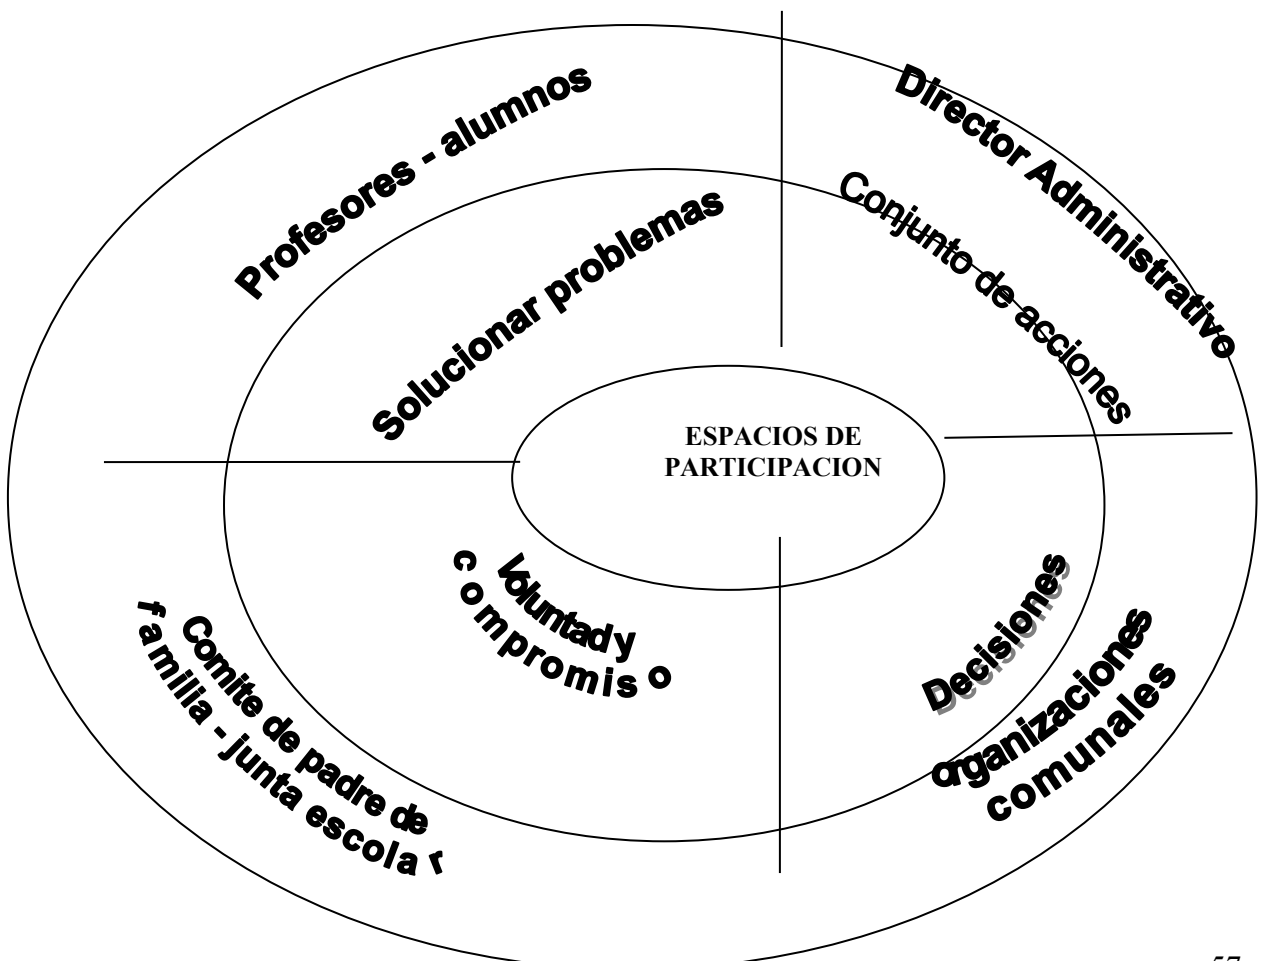 Profesores - alumnos
Director Administrativo
Solucionar problemas
Conjunto de acciones
ESPACIOS DE
PARTICIPACION
Voluntad y
compromiso
Decisiones
Comite de padre de
familia - junta escolar
organizaciones
comunales
57